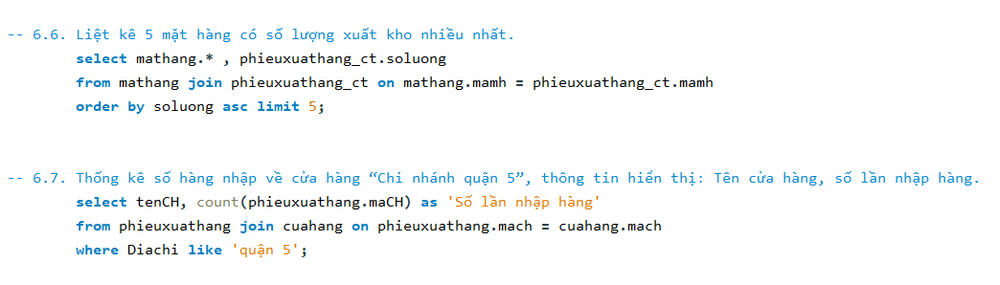 -- 6.6. Liệt kê 5 mặt hàng có số lượng xuất kho nhiều nhất.
select mathang.* , phieuxuathang_ct.soluong
from mathang join phieuxuathang_ct on mathang.mamh = phieuxuathang_ct.mamh
order by soluong asc limit 5;
-- 6.7. Thống kê số hàng nhập về cửa hàng “Chi nhánh quận 5”, thông tin hiển thị: Tên cửa hàng, số lần nhập hàng.
select tenCH, count(phieuxuathang.maCH) as 'Số lần nhập hàng'
from phieuxuathang join cuahang on phieuxuathang.mach = cuahang.mach
where Diachi like 'quận 5';